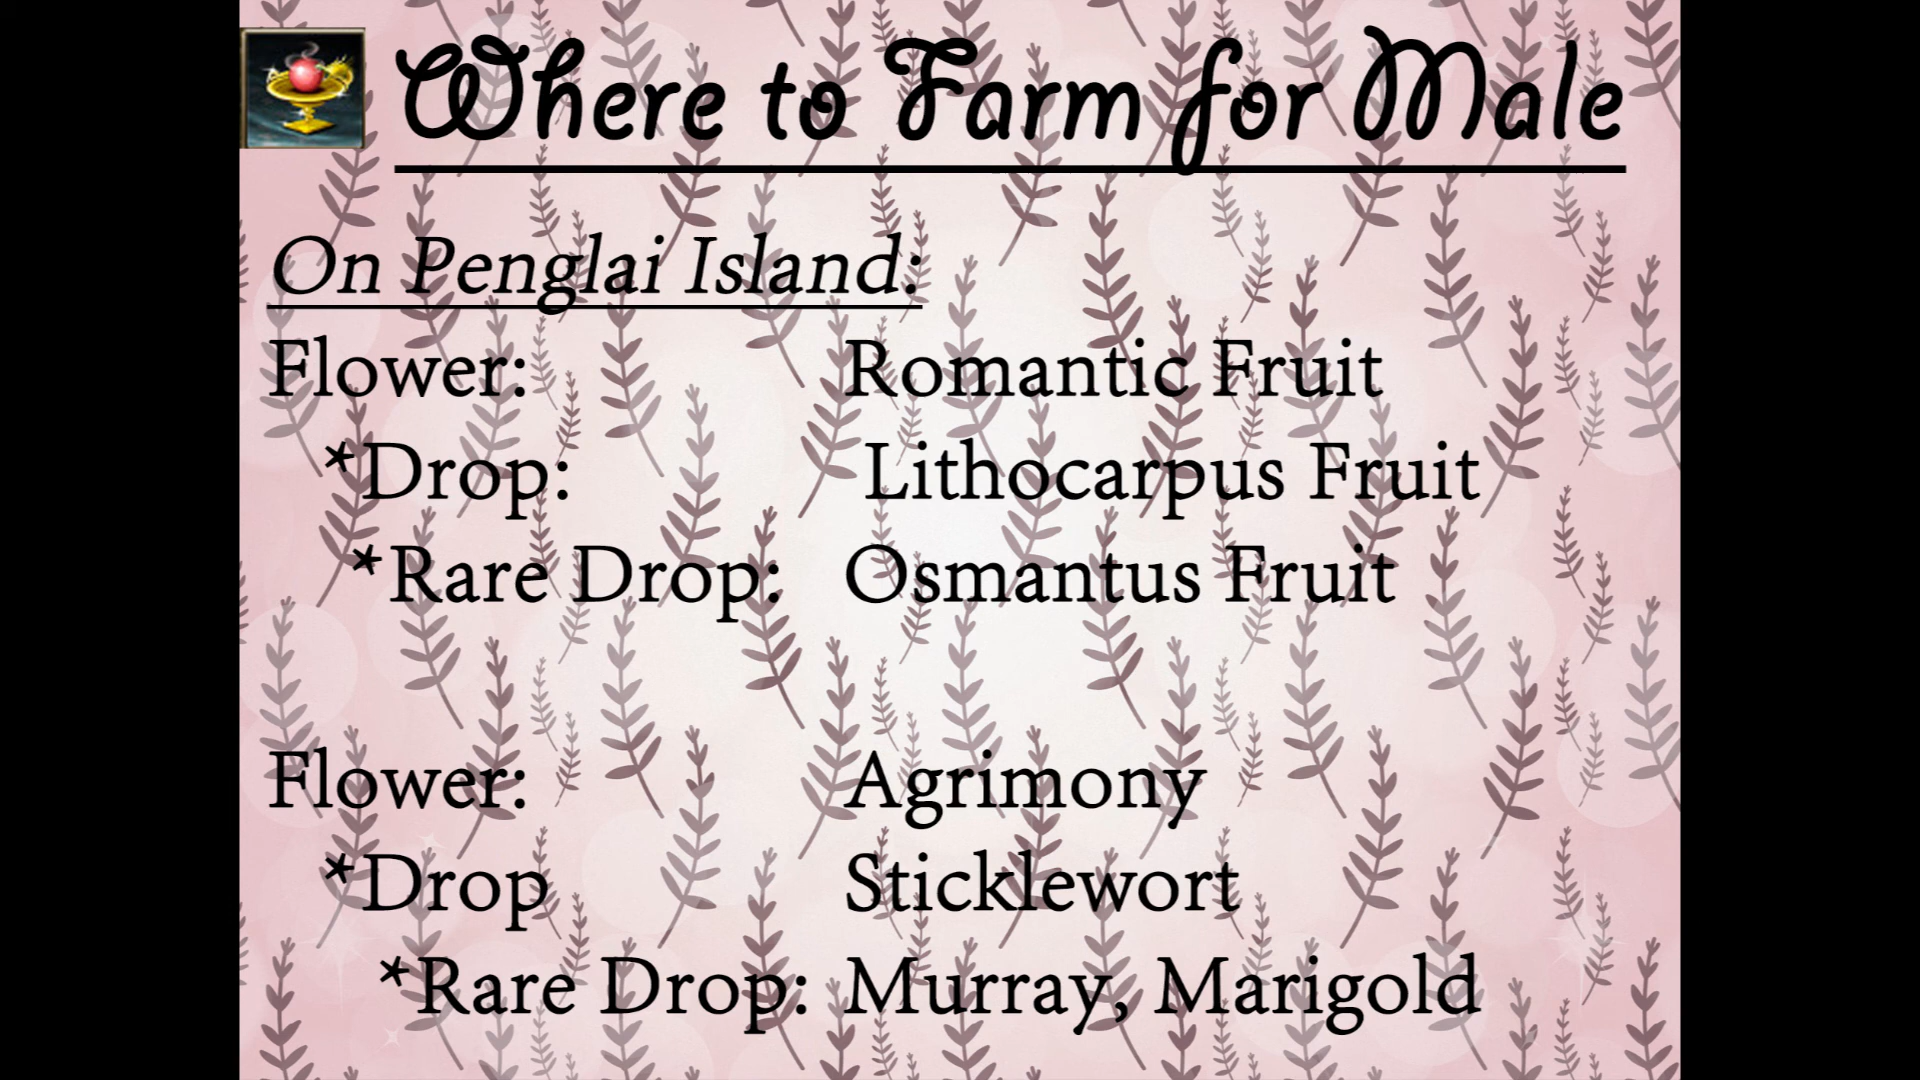 Where to Farm for Male
On Penglai Island:
Flower: Romantic Fruit
*Drop: Lithocarpus Fruit
*Rare Drop: Osmantus Fruit
Flower: Agrimony
*Drop Sticklewort
*Rare Drop: Murray, Marigold